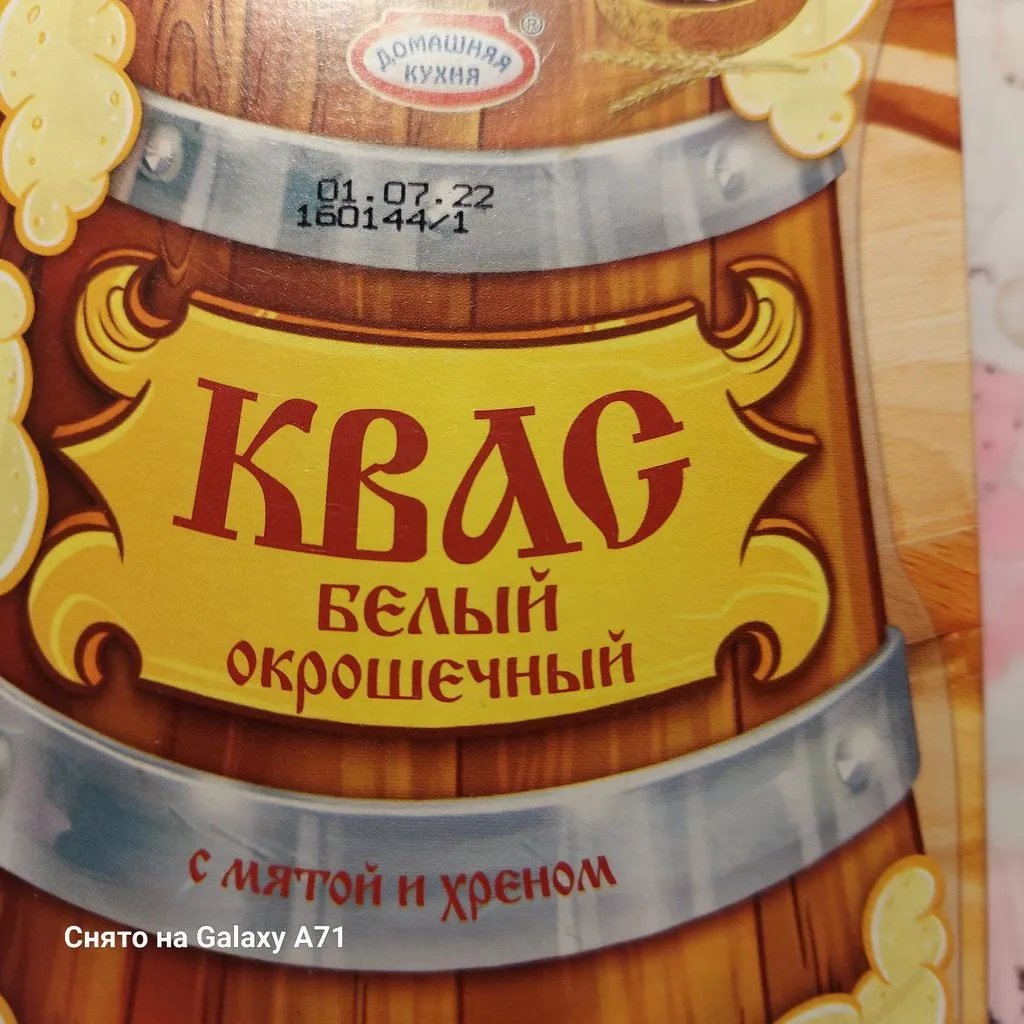 ДОМАШНЯЯ
КУХНЯ
®
01.07.22
160144/1
КВАС
БЕЛЫЙ
ОКРОШЕЧНЫЙ
С МЯТОЙ И ХРЕНОМ
Снято на Galaxy A71